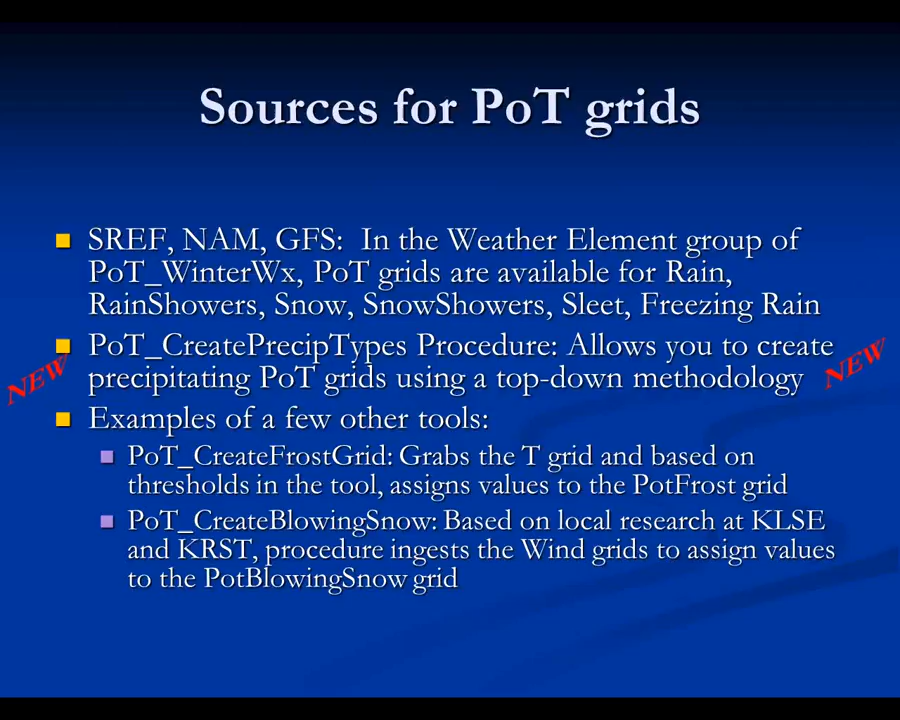 Sources for PoT grids
SREF, NAM, GFS:  In the Weather Element group of
PoT_WinterWx, PoT grids are available for Rain,
RainShowers, Snow, SnowShowers, Sleet, Freezing Rain
PoT_CreatePrecipTypes Procedure: Allows you to create
precipitating PoT grids using a top-down methodology
NEW
NEW
Examples of a few other tools:
PoT_CreateFrostGrid: Grabs the T grid and based on
thresholds in the tool, assigns values to the PotFrost grid
PoT_CreateBlowingSnow: Based on local research at KLSE
and KRST, procedure ingests the Wind grids to assign values
to the PotBlowingSnow grid